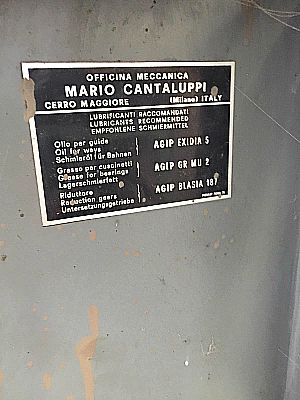 OFFICINA MECCANICA
MARIO CANTALUPPI
CERRO MAGGIORE (Milano) ITALY
LUBRIFICANTI RACCOMANDATI
LUBRICANTS RECOMMENDED
EMPFOHLENE SCHMIERMITTEL
Olio per guide
Oil for ways
Schmieröl für Bahnen
AGIP EXIDIA 5
Grasso per cuscinetti
Grease for bearings
Lagerschmierfett
AGIP GR MU 2
Riduttore
Reduction gears
Untersetzungsgetriebe
AGIP BLASIA 187